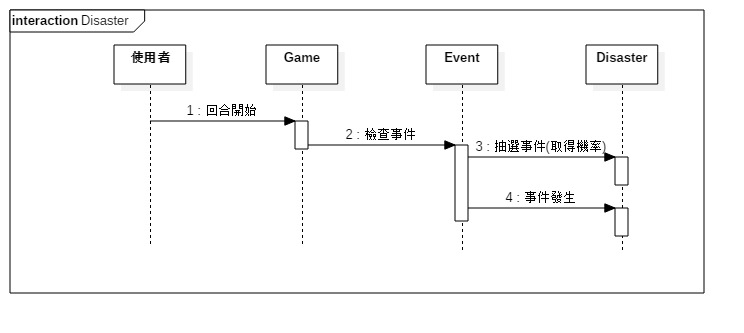 interaction Disaster
使用者
Game
Event
Disaster
1 : 回合開始
2 : 檢查事件
3 : 抽選事件(取得機率)
4 : 事件發生